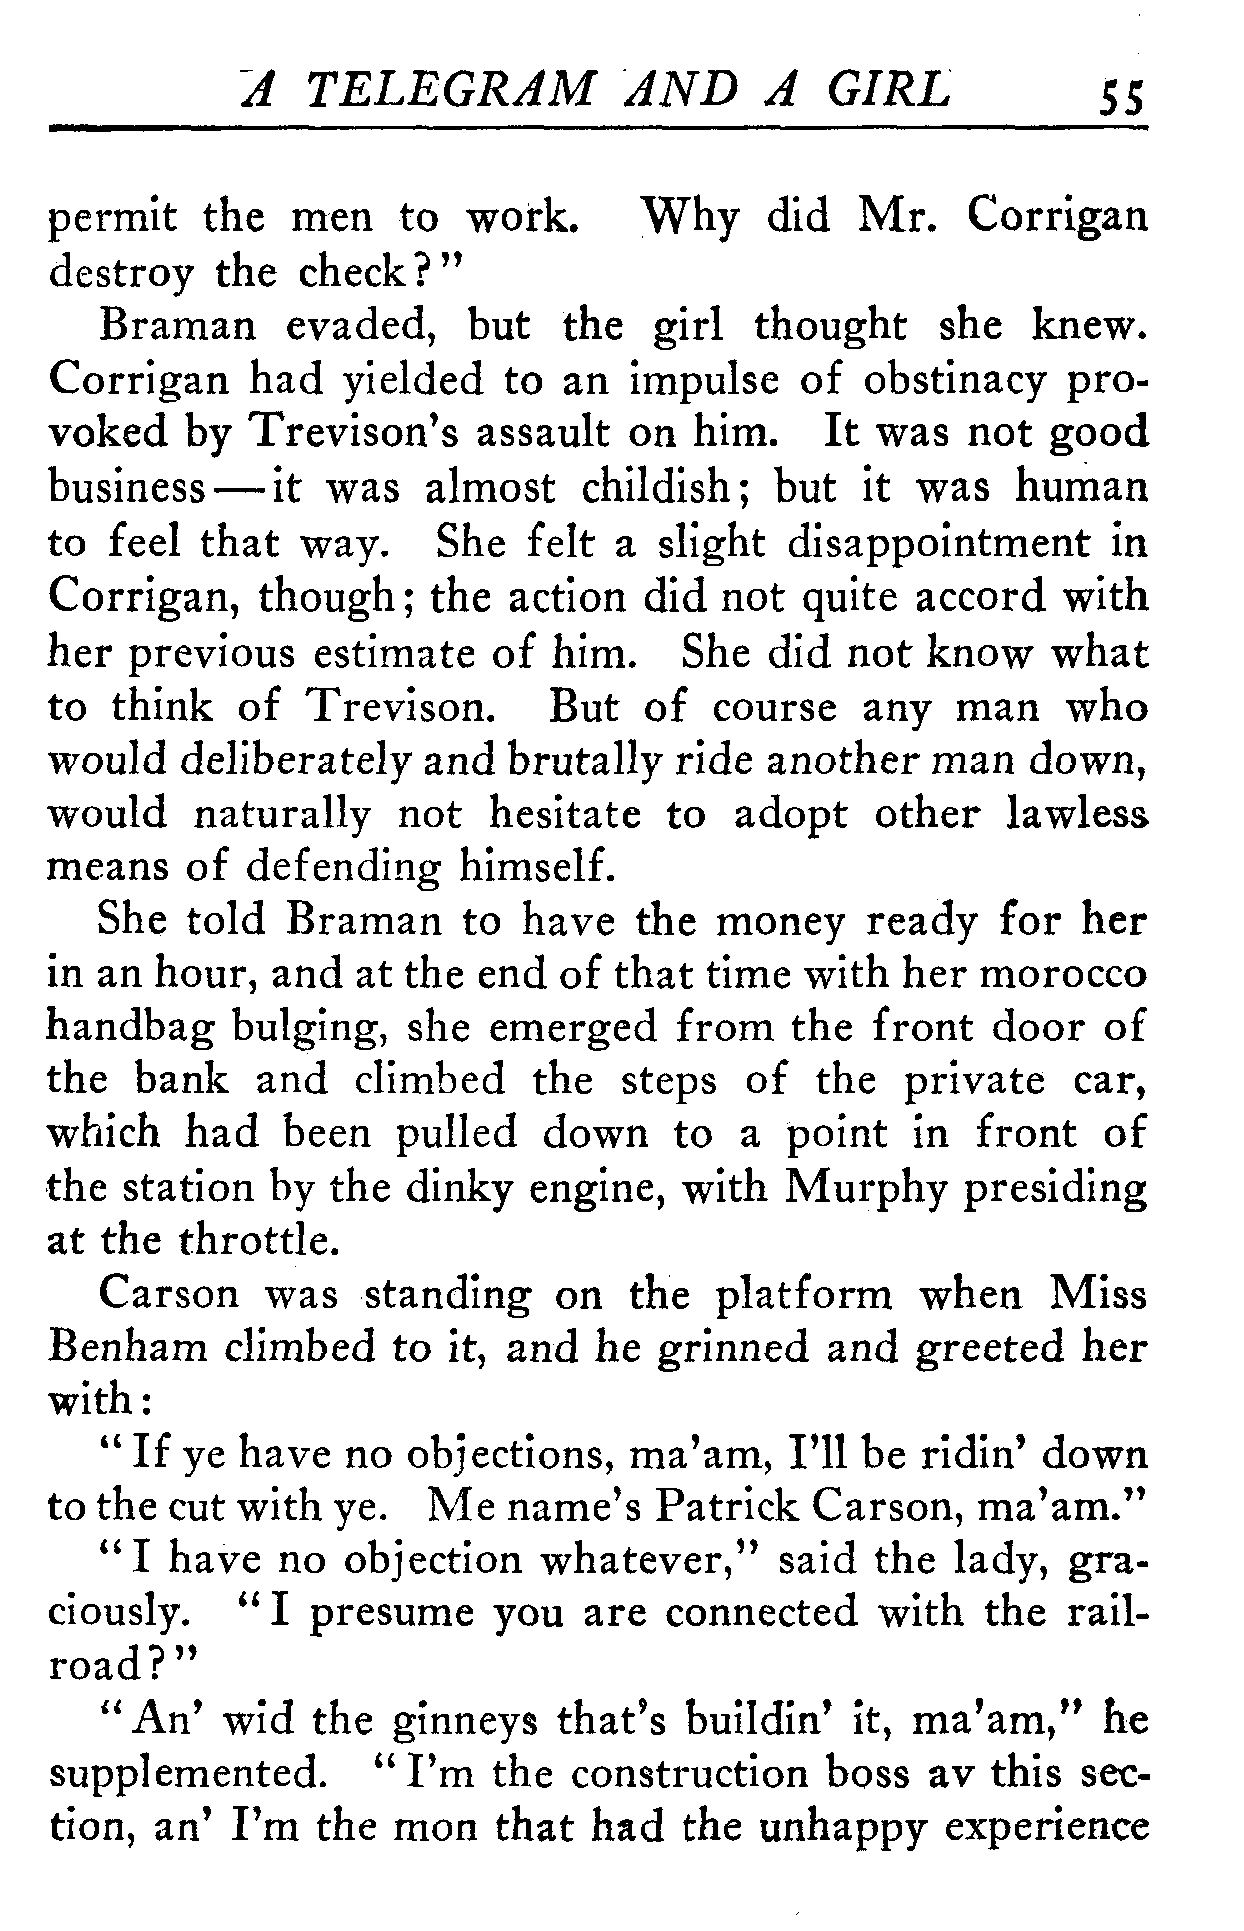 A TELEGRAM AND A GIRL 55
permit the men to work. Why did Mr. Corrigan
destroy the check?"
Braman evaded, but the girl thought she knew.
Corrigan had yielded to an impulse of obstinacy pro-
voked by Trevison's assault on him. It was not good
business—it was almost childish; but it was human
to feel that way. She felt a slight disappointment in
Corrigan, though; the action did not quite accord with
her previous estimate of him. She did not know what
to think of Trevison. But of course any man who
would deliberately and brutally ride another man down,
would naturally not hesitate to adopt other lawless
means of defending himself.
She told Braman to have the money ready for her
in an hour, and at the end of that time with her morocco
handbag bulging, she emerged from the front door of
the bank and climbed the steps of the private car,
which had been pulled down to a point in front of
the station by the dinky engine, with Murphy presiding
at the throttle.
Carson was standing on the platform when Miss
Benham climbed to it, and he grinned and greeted her
with:
"If ye have no objections, ma'am, I'll be ridin' down
to the cut with ye. Me name's Patrick Carson, ma'am."
"I have no objection whatever," said the lady, gra-
ciously. "I presume you are connected with the rail-
road?"
"An' wid the ginneys that's buildin' it, ma'am," he
supplemented. "I'm the construction boss av this sec-
tion, an' I'm the mon that had the unhappy experience